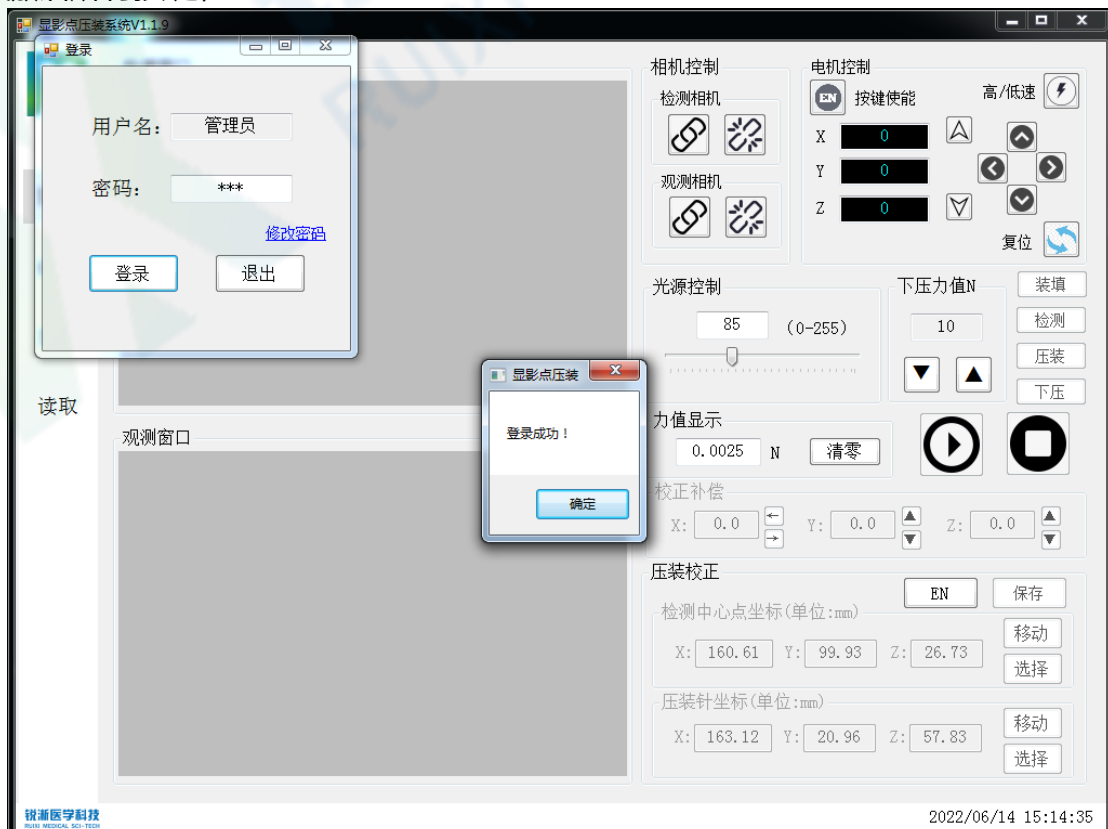 显影点压装系统V1.1.9
登录
用户名: 管理员
密码: ***
修改密码
登录 退出
读取
观测窗口
显影点压装
登录成功！
确定
相机控制
检测相机
观测相机
电机控制
EN 按键使能 高/低速
X 0
Y 0
Z 0
复位
光源控制
85 (0-255)
下压力值N
10
装填
检测
压装
下压
力值显示
0.0025 N 清零
校正补偿
X: 0.0 Y: 0.0 Z: 0.0
压装校正
EN 保存
检测中心点坐标(单位:mm)
X: 160.61 Y: 99.93 Z: 26.73
移动
选择
压装针坐标(单位:mm)
X: 163.12 Y: 20.96 Z: 57.83
移动
选择
锐浙医学科技
RUIXI MEDICAL SCI-TECH
2022/06/14 15:14:35